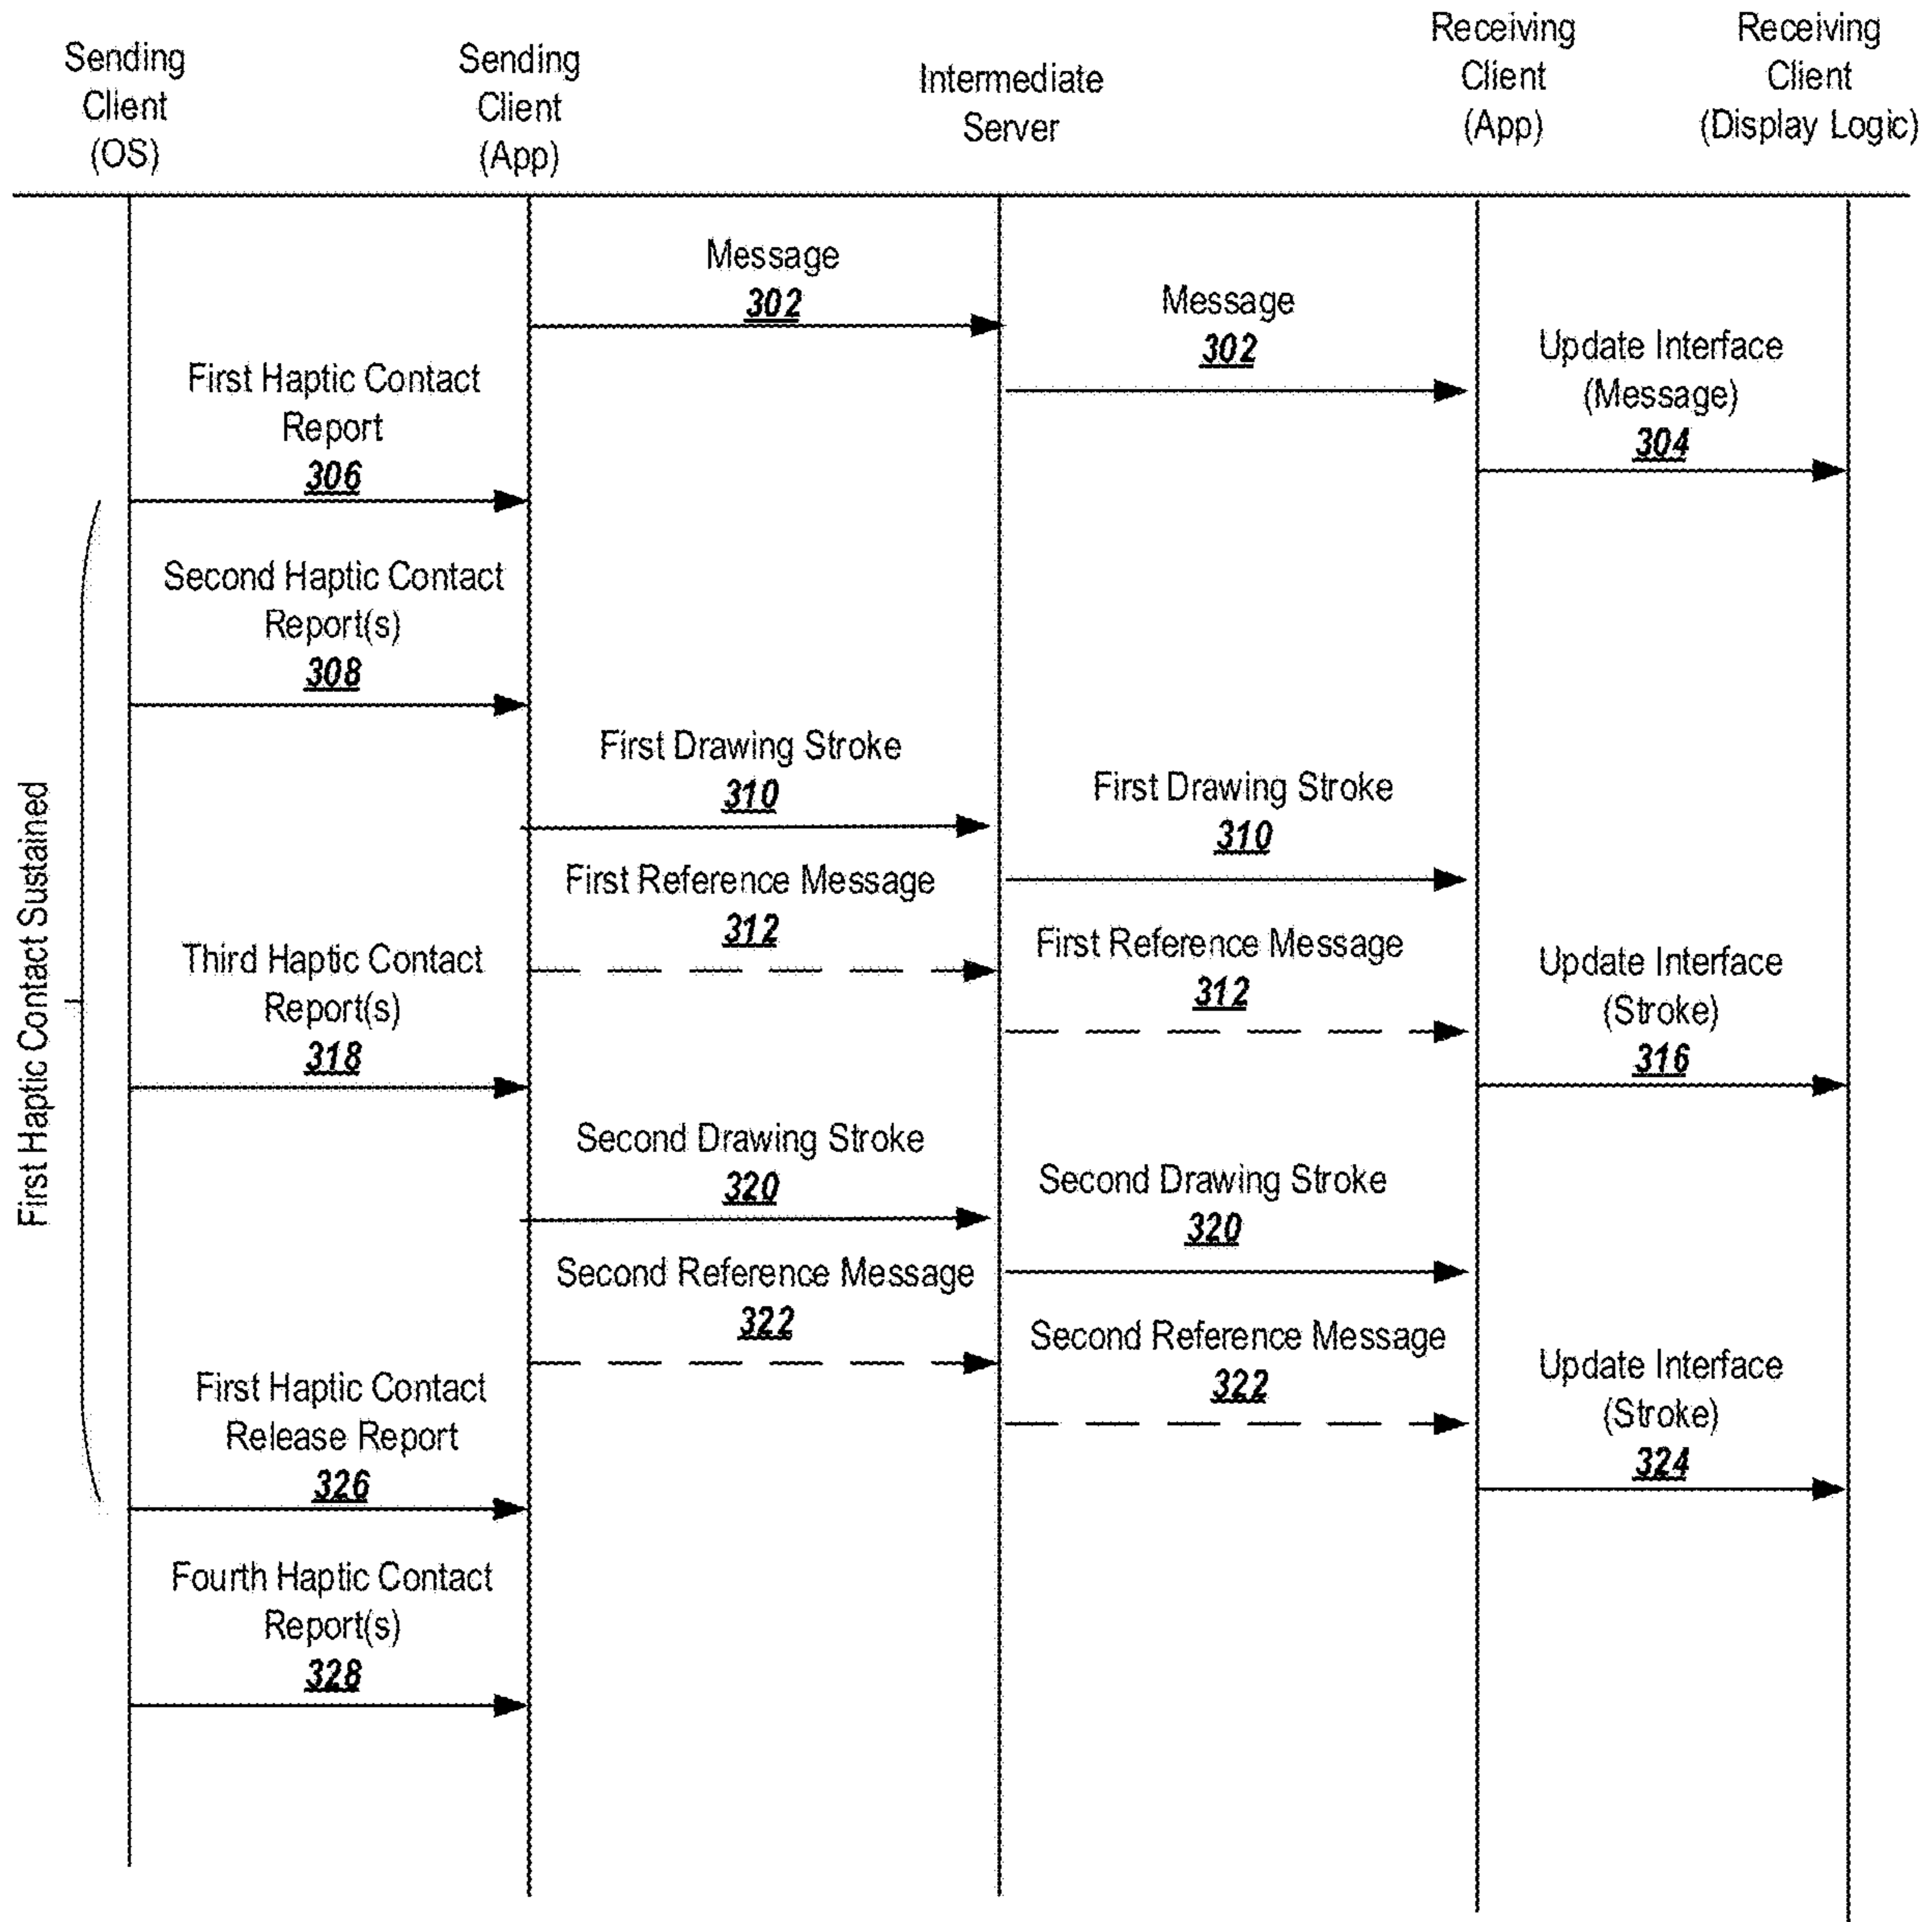 Sending
Client
(OS)
Sending
Client
(App)
Intermediate
Server
Receiving
Client
(App)
Receiving
Client
(Display Logic)
Message
302
Message
302
Update Interface
(Message)
304
First Haptic Contact
Report
306
Second Haptic Contact
Report(s)
308
First Drawing Stroke
310
First Drawing Stroke
310
First Reference Message
312
First Reference Message
312
Third Haptic Contact
Report(s)
318
Update Interface
(Stroke)
316
First Haptic Contact Sustained
Second Drawing Stroke
320
Second Drawing Stroke
320
Second Reference Message
322
Second Reference Message
322
Update Interface
(Stroke)
324
First Haptic Contact
Release Report
326
Fourth Haptic Contact
Report(s)
328